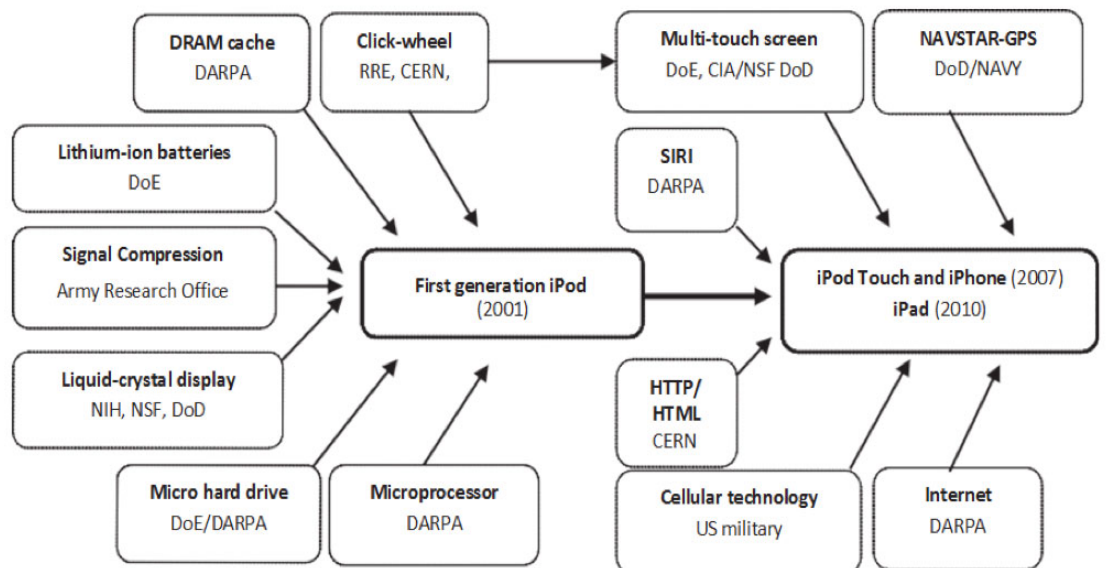 DRAM cache
DARPA
Click-wheel
RRE, CERN,
Multi-touch screen
DoE, CIA/NSF DoD
NAVSTAR-GPS
DoD/NAVY
Lithium-ion batteries
DoE
SIRI
DARPA
Signal Compression
Army Research Office
First generation iPod
(2001)
iPod Touch and iPhone (2007)
iPad (2010)
Liquid-crystal display
NIH, NSF, DoD
HTTP/
HTML
CERN
Micro hard drive
DoE/DARPA
Microprocessor
DARPA
Cellular technology
US military
Internet
DARPA